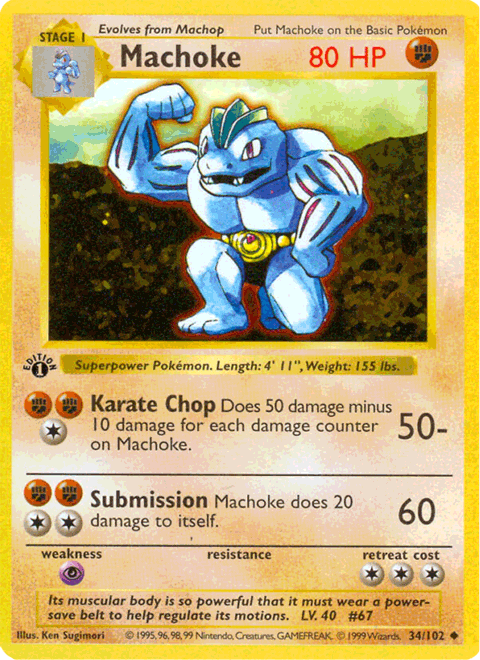 STAGE 1 Evolves from Machop Put Machoke on the Basic Pokémon
Machoke 80 HP
EDITION 1
Superpower Pokémon. Length: 4' 11", Weight: 155 lbs.
Karate Chop Does 50 damage minus
10 damage for each damage counter
on Machoke.
50-
Submission Machoke does 20
damage to itself.
60
weakness resistance retreat cost
Its muscular body is so powerful that it must wear a power-
save belt to help regulate its motions. LV. 40 #67
Illus. Ken Sugimori © 1995, 96, 98, 99 Nintendo, Creatures, GAMEFREAK. © 1999 Wizards. 34/102